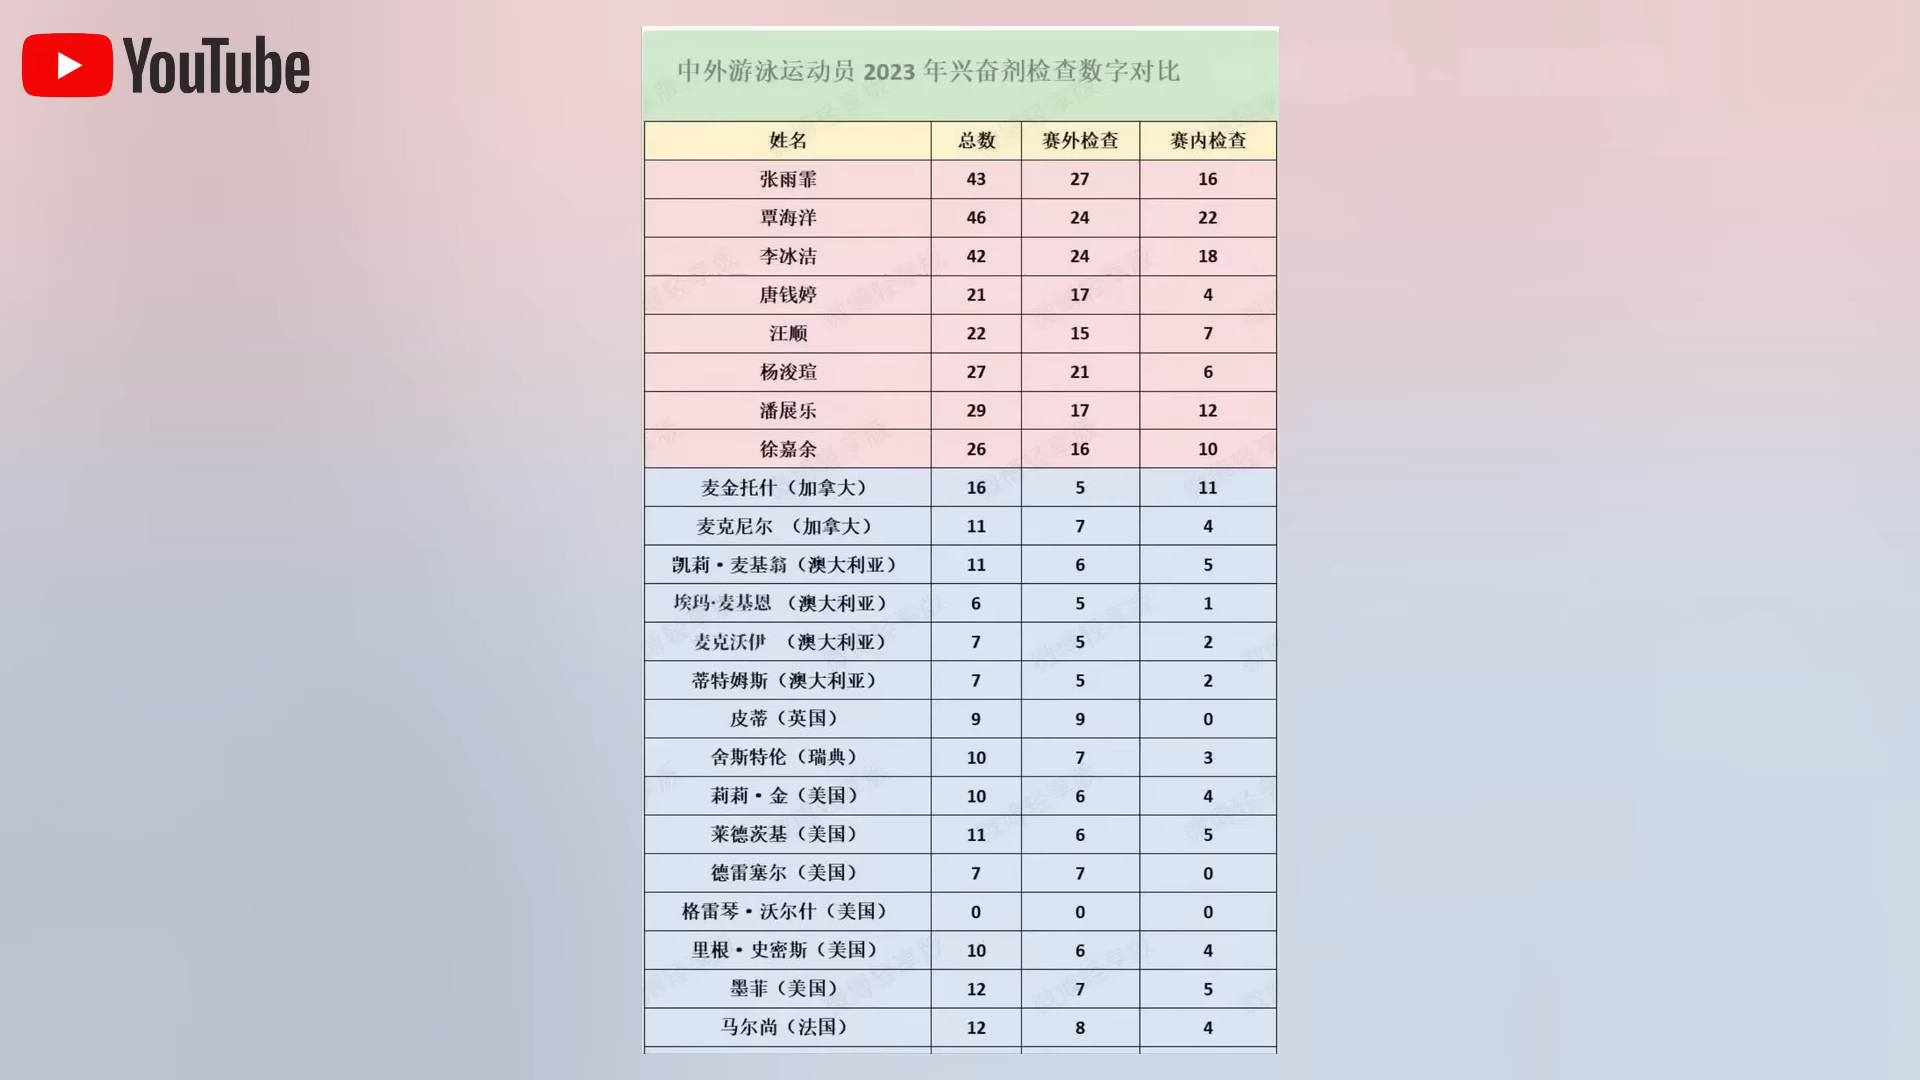 YouTube
中外游泳运动员 2023 年兴奋剂检查数字对比
姓名 总数 赛外检查 赛内检查
张雨霏 43 27 16
覃海洋 46 24 22
李冰洁 42 24 18
唐钱婷 21 17 4
汪顺 22 15 7
杨浚瑄 27 21 6
潘展乐 29 17 12
徐嘉余 26 16 10
麦金托什（加拿大） 16 5 11
麦克尼尔 （加拿大） 11 7 4
凯莉·麦基翁（澳大利亚） 11 6 5
埃玛·麦基恩 （澳大利亚） 6 5 1
麦克沃伊 （澳大利亚） 7 5 2
蒂特姆斯（澳大利亚） 7 5 2
皮蒂（英国） 9 9 0
舍斯特伦（瑞典） 10 7 3
莉莉·金（美国） 10 6 4
莱德茨基（美国） 11 6 5
德雷塞尔（美国） 7 7 0
格雷琴·沃尔什（美国） 0 0 0
里根·史密斯（美国） 10 6 4
墨菲（美国） 12 7 5
马尔尚（法国） 12 8 4